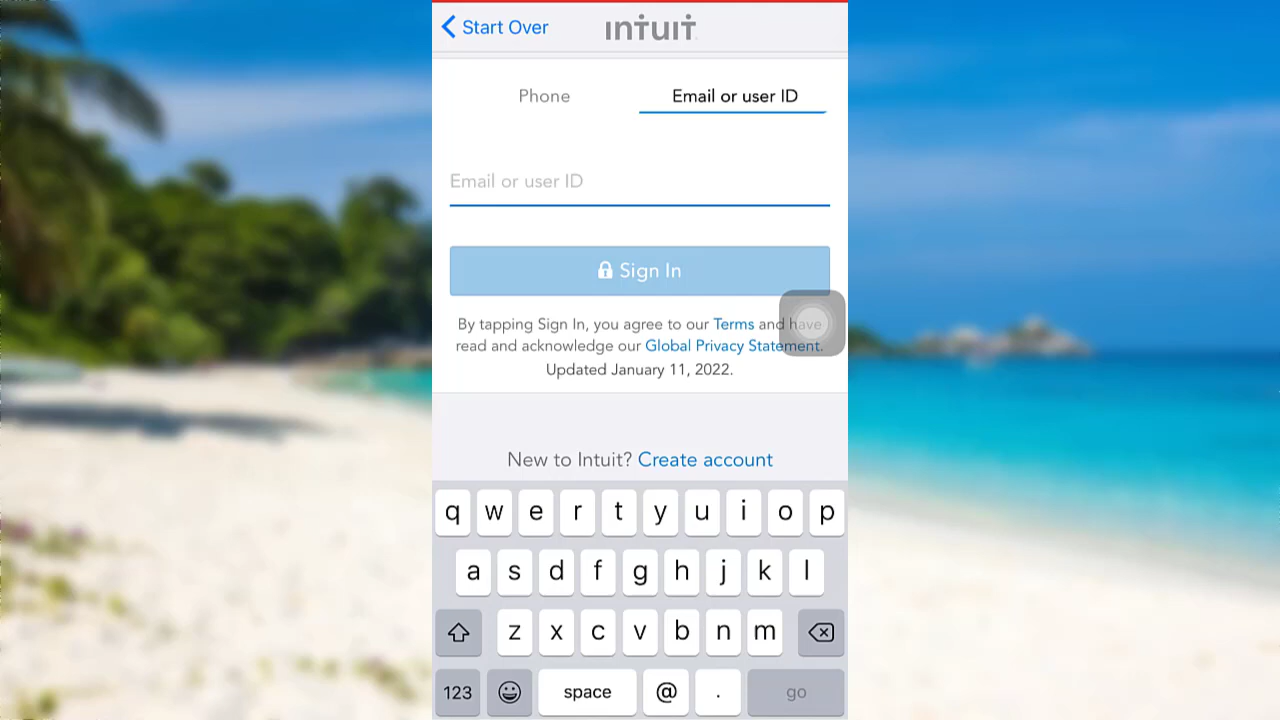 Start Over
INTUIT
Phone
Email or user ID
Email or user ID
Sign In
By tapping Sign In, you agree to our Terms and have
read and acknowledge our Global Privacy Statement.
Updated January 11, 2022.
New to Intuit? Create account
q w e r t y u i o p
a s d f g h j k l
z x c v b n m
123 space @ . go